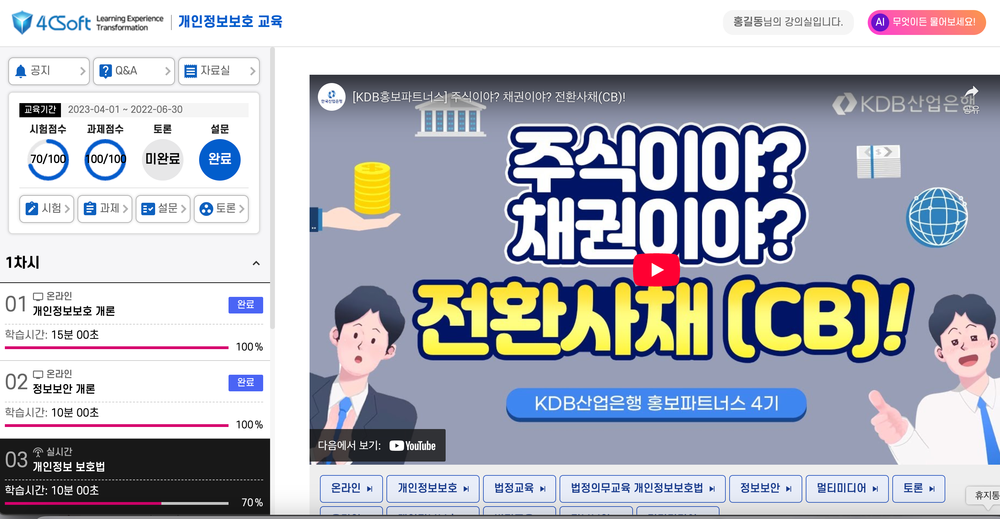 4CSoft Learning Experience Transformation 개인정보보호 교육
홍길동님의 강의실입니다.
AI 무엇이든 물어보세요!
공지
Q&A
자료실
교육기간 2023-04-01 ~ 2022-06-30
시험점수 과제점수 토론 설문
70/100 100/100 미완료 완료
시험 과제 설문 토론
1차시
01 온라인
개인정보보호 개론
완료
학습시간: 15분 00초
100%
02 온라인
정보보안 개론
완료
학습시간: 10분 00초
100%
03 실시간
개인정보 보호법
학습시간: 10분 00초
70%
한국산업은행
[KDB홍보파트너스] 주식이야? 채권이야? 전환사채(CB)!
KDB산업은행
공유
주식이야?
채권이야?
전환사채 (CB)!
KDB산업은행 홍보파트너스 4기
다음에서 보기: YouTube
온라인 개인정보보호 법정교육 법정의무교육 개인정보보호법 정보보안 멀티미디어 토론
휴지통